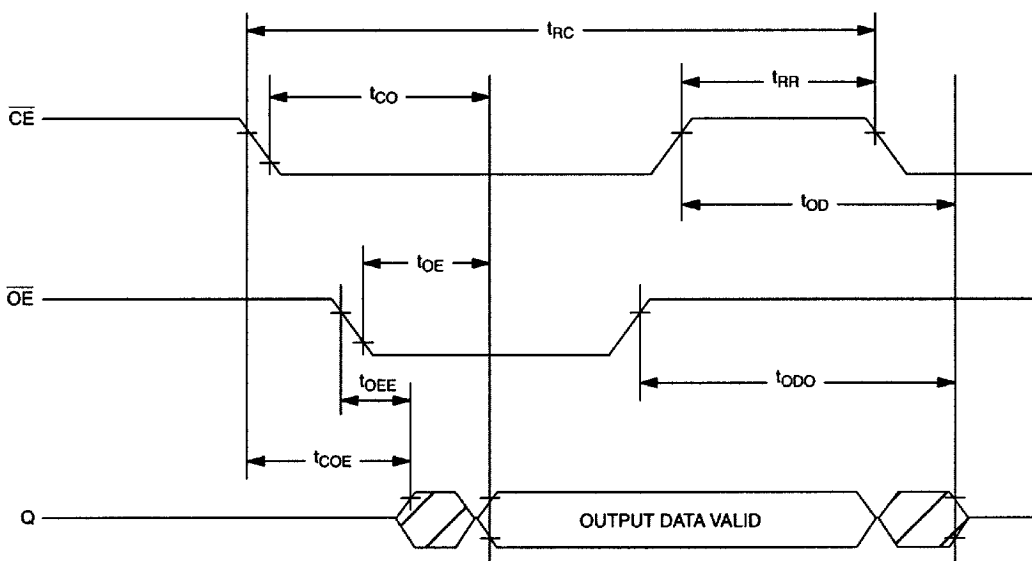 tRC
tRR
tCO
CE
tOD
tOE
OE
tODO
tOEE
tCOE
Q
OUTPUT DATA VALID